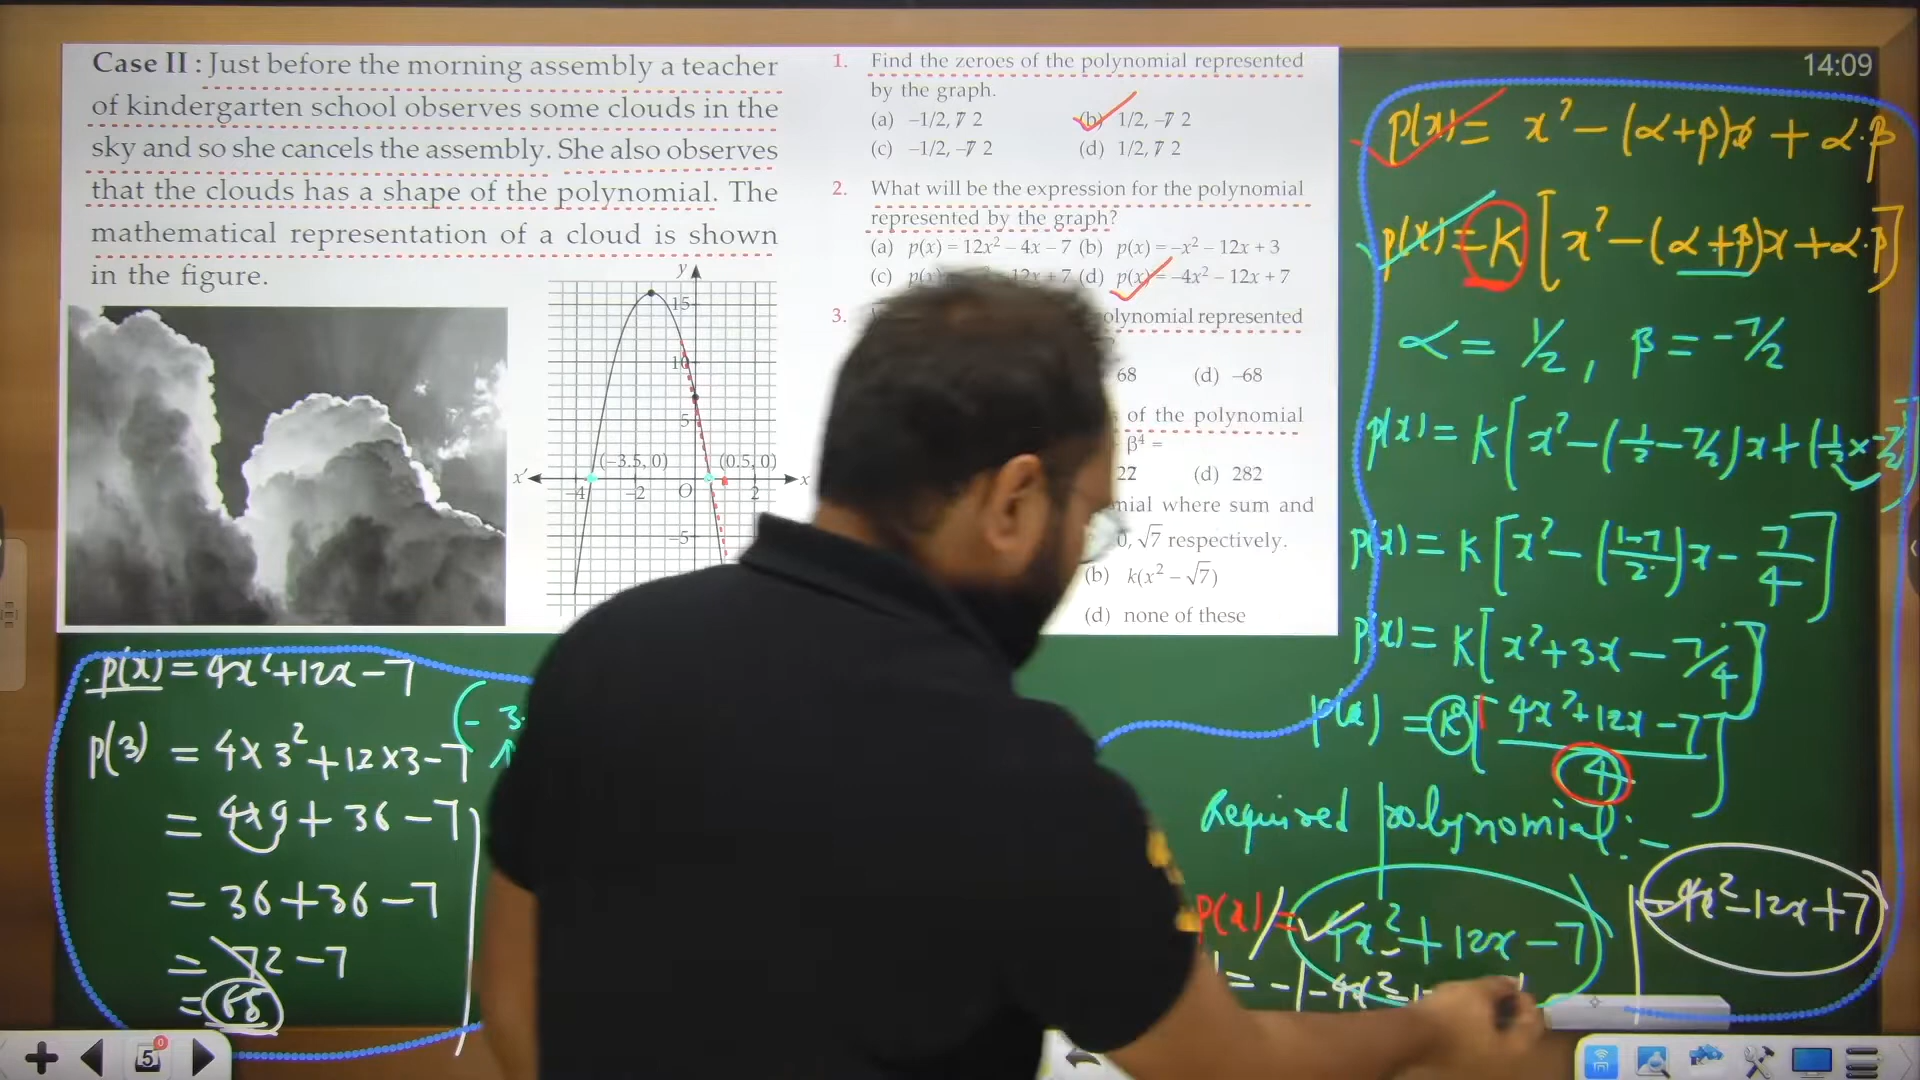 Case II : Just before the morning assembly a teacher
of kindergarten school observes some clouds in the
sky and so she cancels the assembly. She also observes
that the clouds has a shape of the polynomial. The
mathematical representation of a cloud is shown
in the figure.
y
15
10
5
(–3.5, 0) (0.5, 0)
x′ –4 –2 O 2 x
–5
1. Find the zeroes of the polynomial represented
by the graph.
(a) –1/2, 7 2 (b) 1/2, –7 2
(c) –1/2, –7 2 (d) 1/2, 7 2
2. What will be the expression for the polynomial
represented by the graph?
(a) p(x) = 12x² – 4x – 7 (b) p(x) = –x² – 12x + 3
(c) 12x + 7 (d) p(x) = –4x² – 12x + 7
3. olynomial represented
68 (d) –68
of the polynomial
β⁴ =
22 (d) 282
mial where sum and
0, √7 respectively.
(b) k(x² – √7)
(d) none of these
14:09
p(x) = x² – (α+β)x + α.β
p(x) = K[x² – (α+β)x + α.β]
α = 1/2, β = –7/2
p(x) = K[x² – (1/2 – 7/2)x + (1/2 × –7/2)]
p(x) = K[x² – (1–7/2)x – 7/4]
p(x) = K[x² + 3x – 7/4]
p(x) = K[4x² + 12x – 7/4]
Required polynomial:–
p(x) = 4x² + 12x – 7
–4x² – 12x + 7
= – –4x²
p(x) = 4x² + 12x – 7
(– 3.
p(3) = 4×3² + 12×3 – 7
= 4×9 + 36 – 7
= 36 + 36 – 7
= 72 – 7
= 65
5
0